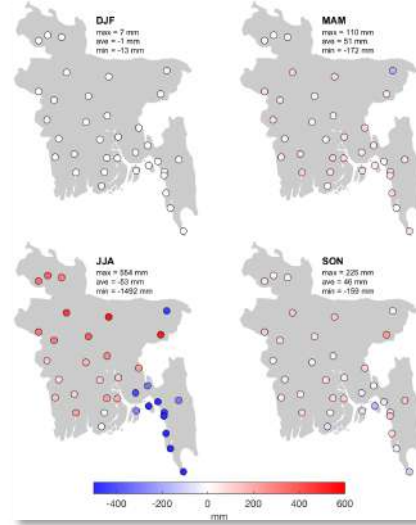 DJF
max = 7 mm
ave = -1 mm
min = -13 mm
MAM
max = 110 mm
ave = 51 mm
min = -172 mm
JJA
max = 554 mm
ave = -53 mm
min = -1492 mm
SON
max = 225 mm
ave = 46 mm
min = -159 mm
-400 -200 0 200 400 600
mm